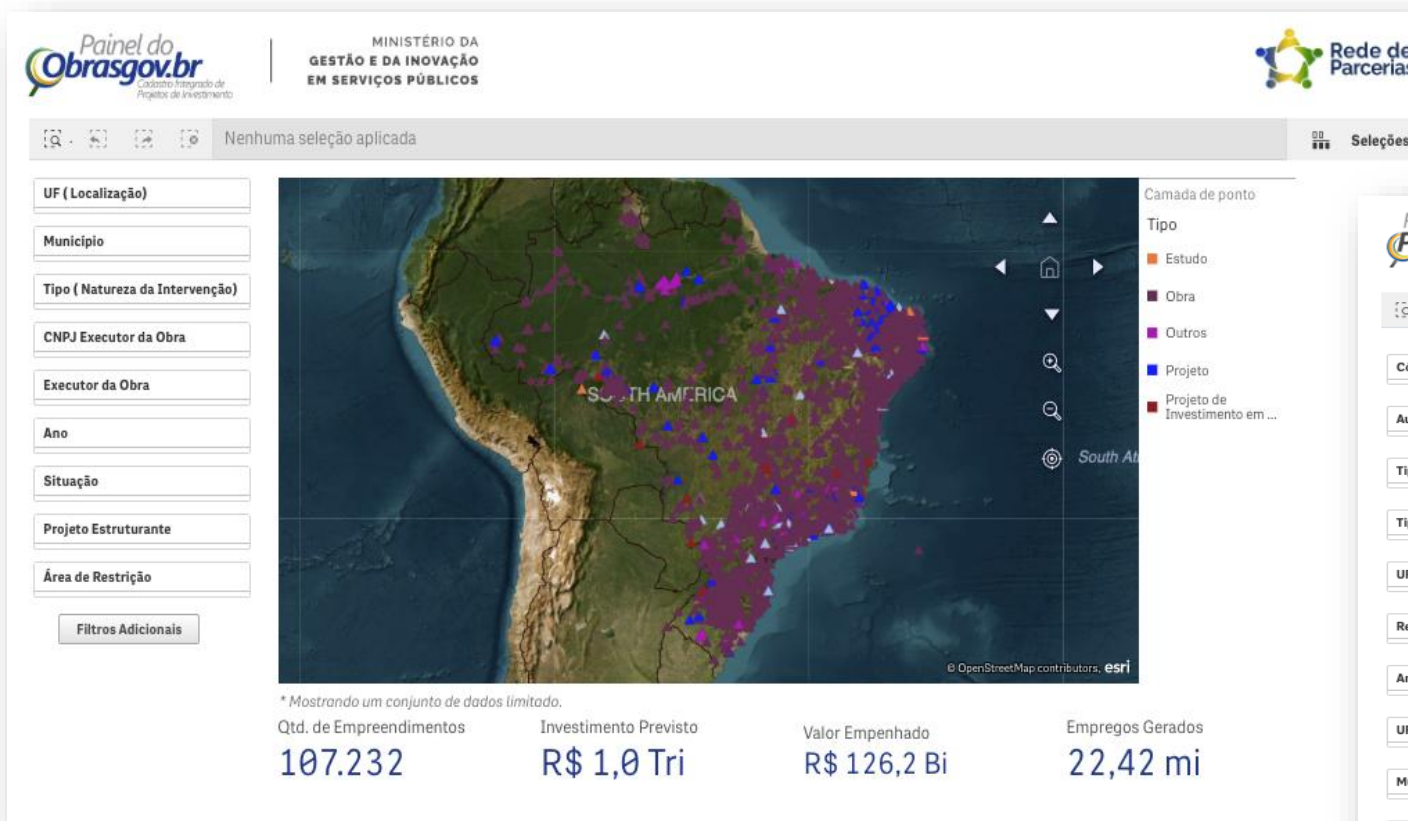 Painel do
Obrasgov.br
Cadastro Integrado de
Projetos de Investimento
MINISTÉRIO DA
GESTÃO E DA INOVAÇÃO
EM SERVIÇOS PÚBLICOS
Rede de
Parcerias
Nenhuma seleção aplicada
Seleções
UF ( Localização)
Município
Tipo ( Natureza da Intervenção)
CNPJ Executor da Obra
Executor da Obra
Ano
Situação
Projeto Estruturante
Área de Restrição
Filtros Adicionais
SOUTH AMERICA
South Atl
© OpenStreetMap contributors, esri
Camada de ponto
Tipo
Estudo
Obra
Outros
Projeto
Projeto de
Investimento em ...
* Mostrando um conjunto de dados limitado.
Qtd. de Empreendimentos
107.232
Investimento Previsto
R$ 1,0 Tri
Valor Empenhado
R$ 126,2 Bi
Empregos Gerados
22,42 mi